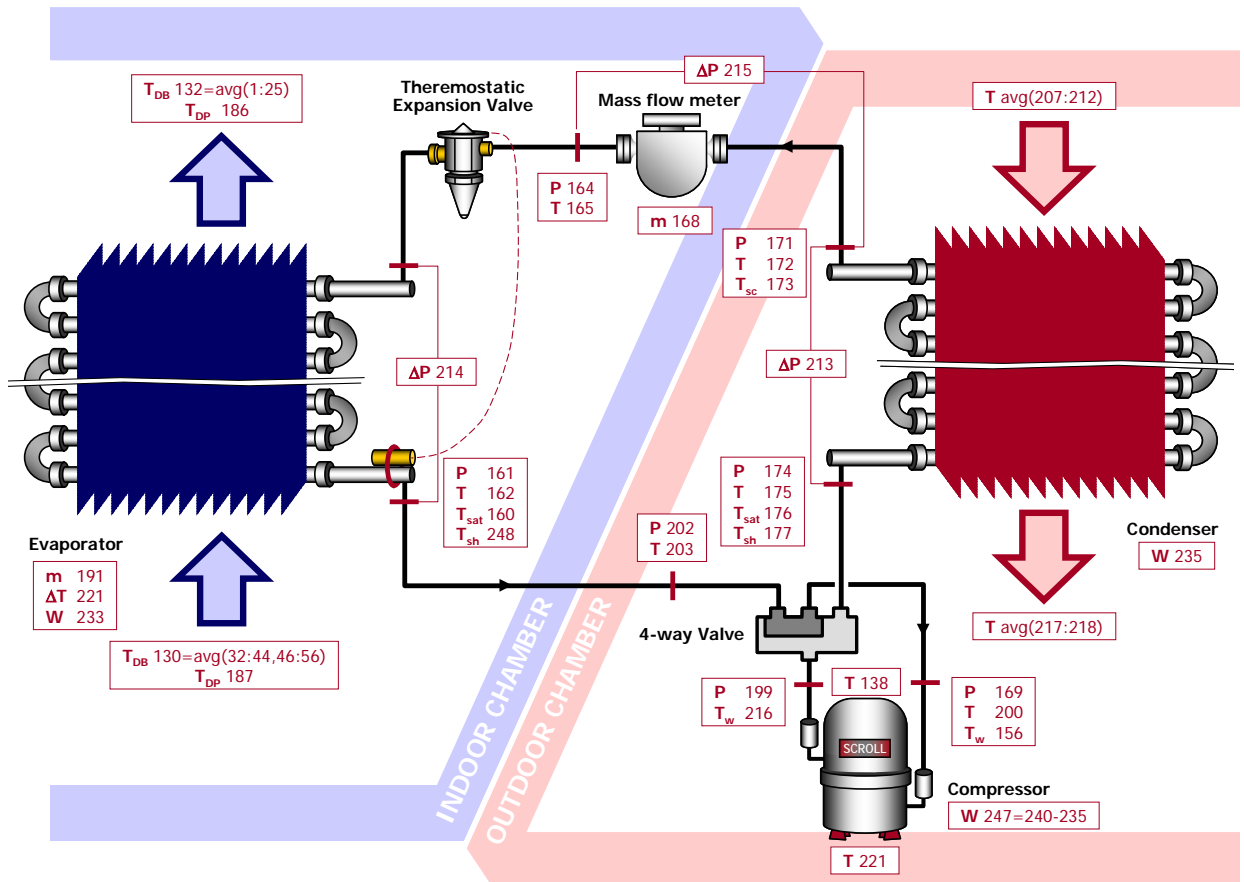 T_DB 132=avg(1:25)
T_DP 186
Themostatic
Expansion Valve
ΔP 215
Mass flow meter
T avg(207:212)
P 164
T 165
m 168
P 171
T 172
T_sc 173
ΔP 214
ΔP 213
P 161
T 162
T_sat 160
T_sh 248
P 174
T 175
T_sat 176
T_sh 177
P 202
T 203
Evaporator
m 191
ΔT 221
W 233
Condenser
W 235
T_DB 130=avg(32:44,46:56)
T_DP 187
4-way Valve
T avg(217:218)
INDOOR CHAMBER
OUTDOOR CHAMBER
P 199
T_w 216
T 138
P 169
T 200
T_w 156
SCROLL
Compressor
W 247=240-235
T 221